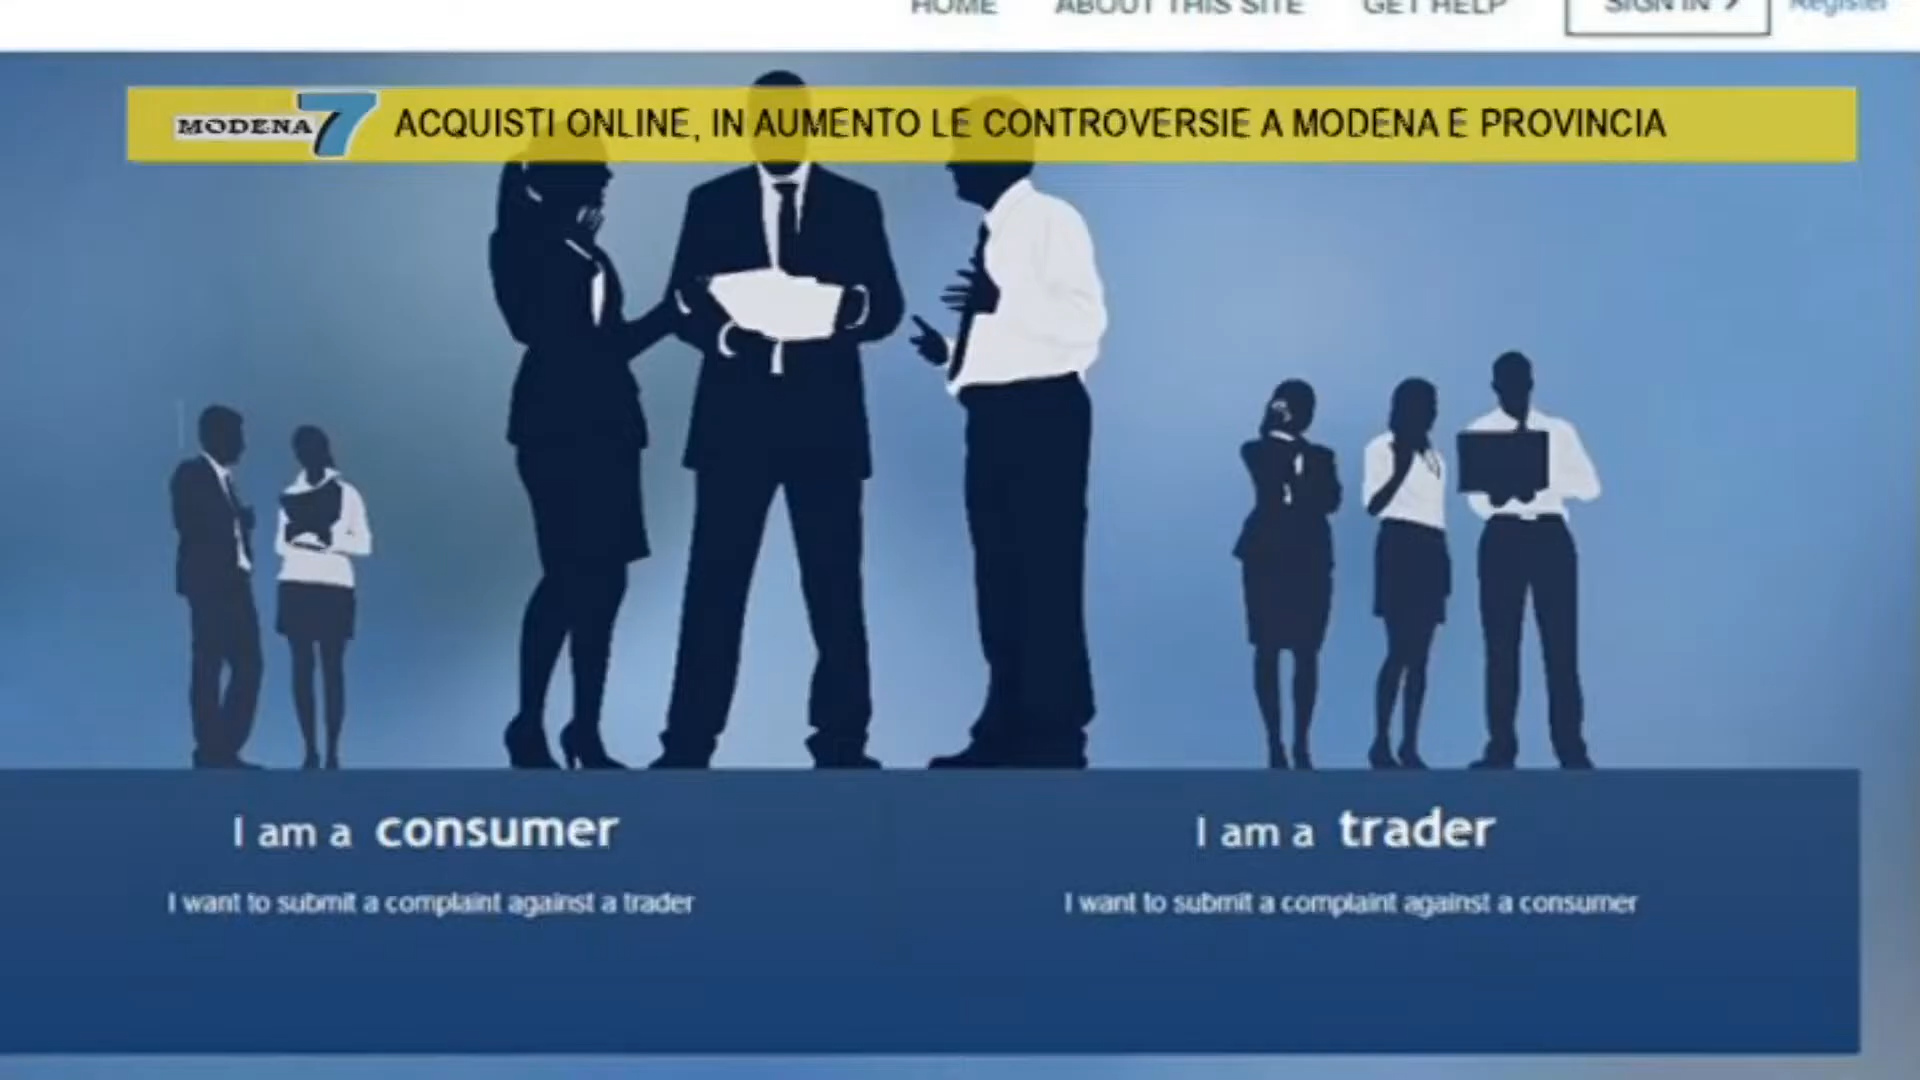 HOME ABOUT THIS SITE GET HELP SIGN IN Register
MODENA 7 ACQUISTI ONLINE, IN AUMENTO LE CONTROVERSIE A MODENA E PROVINCIA
I am a consumer
I want to submit a complaint against a trader
I am a trader
I want to submit a complaint against a consumer